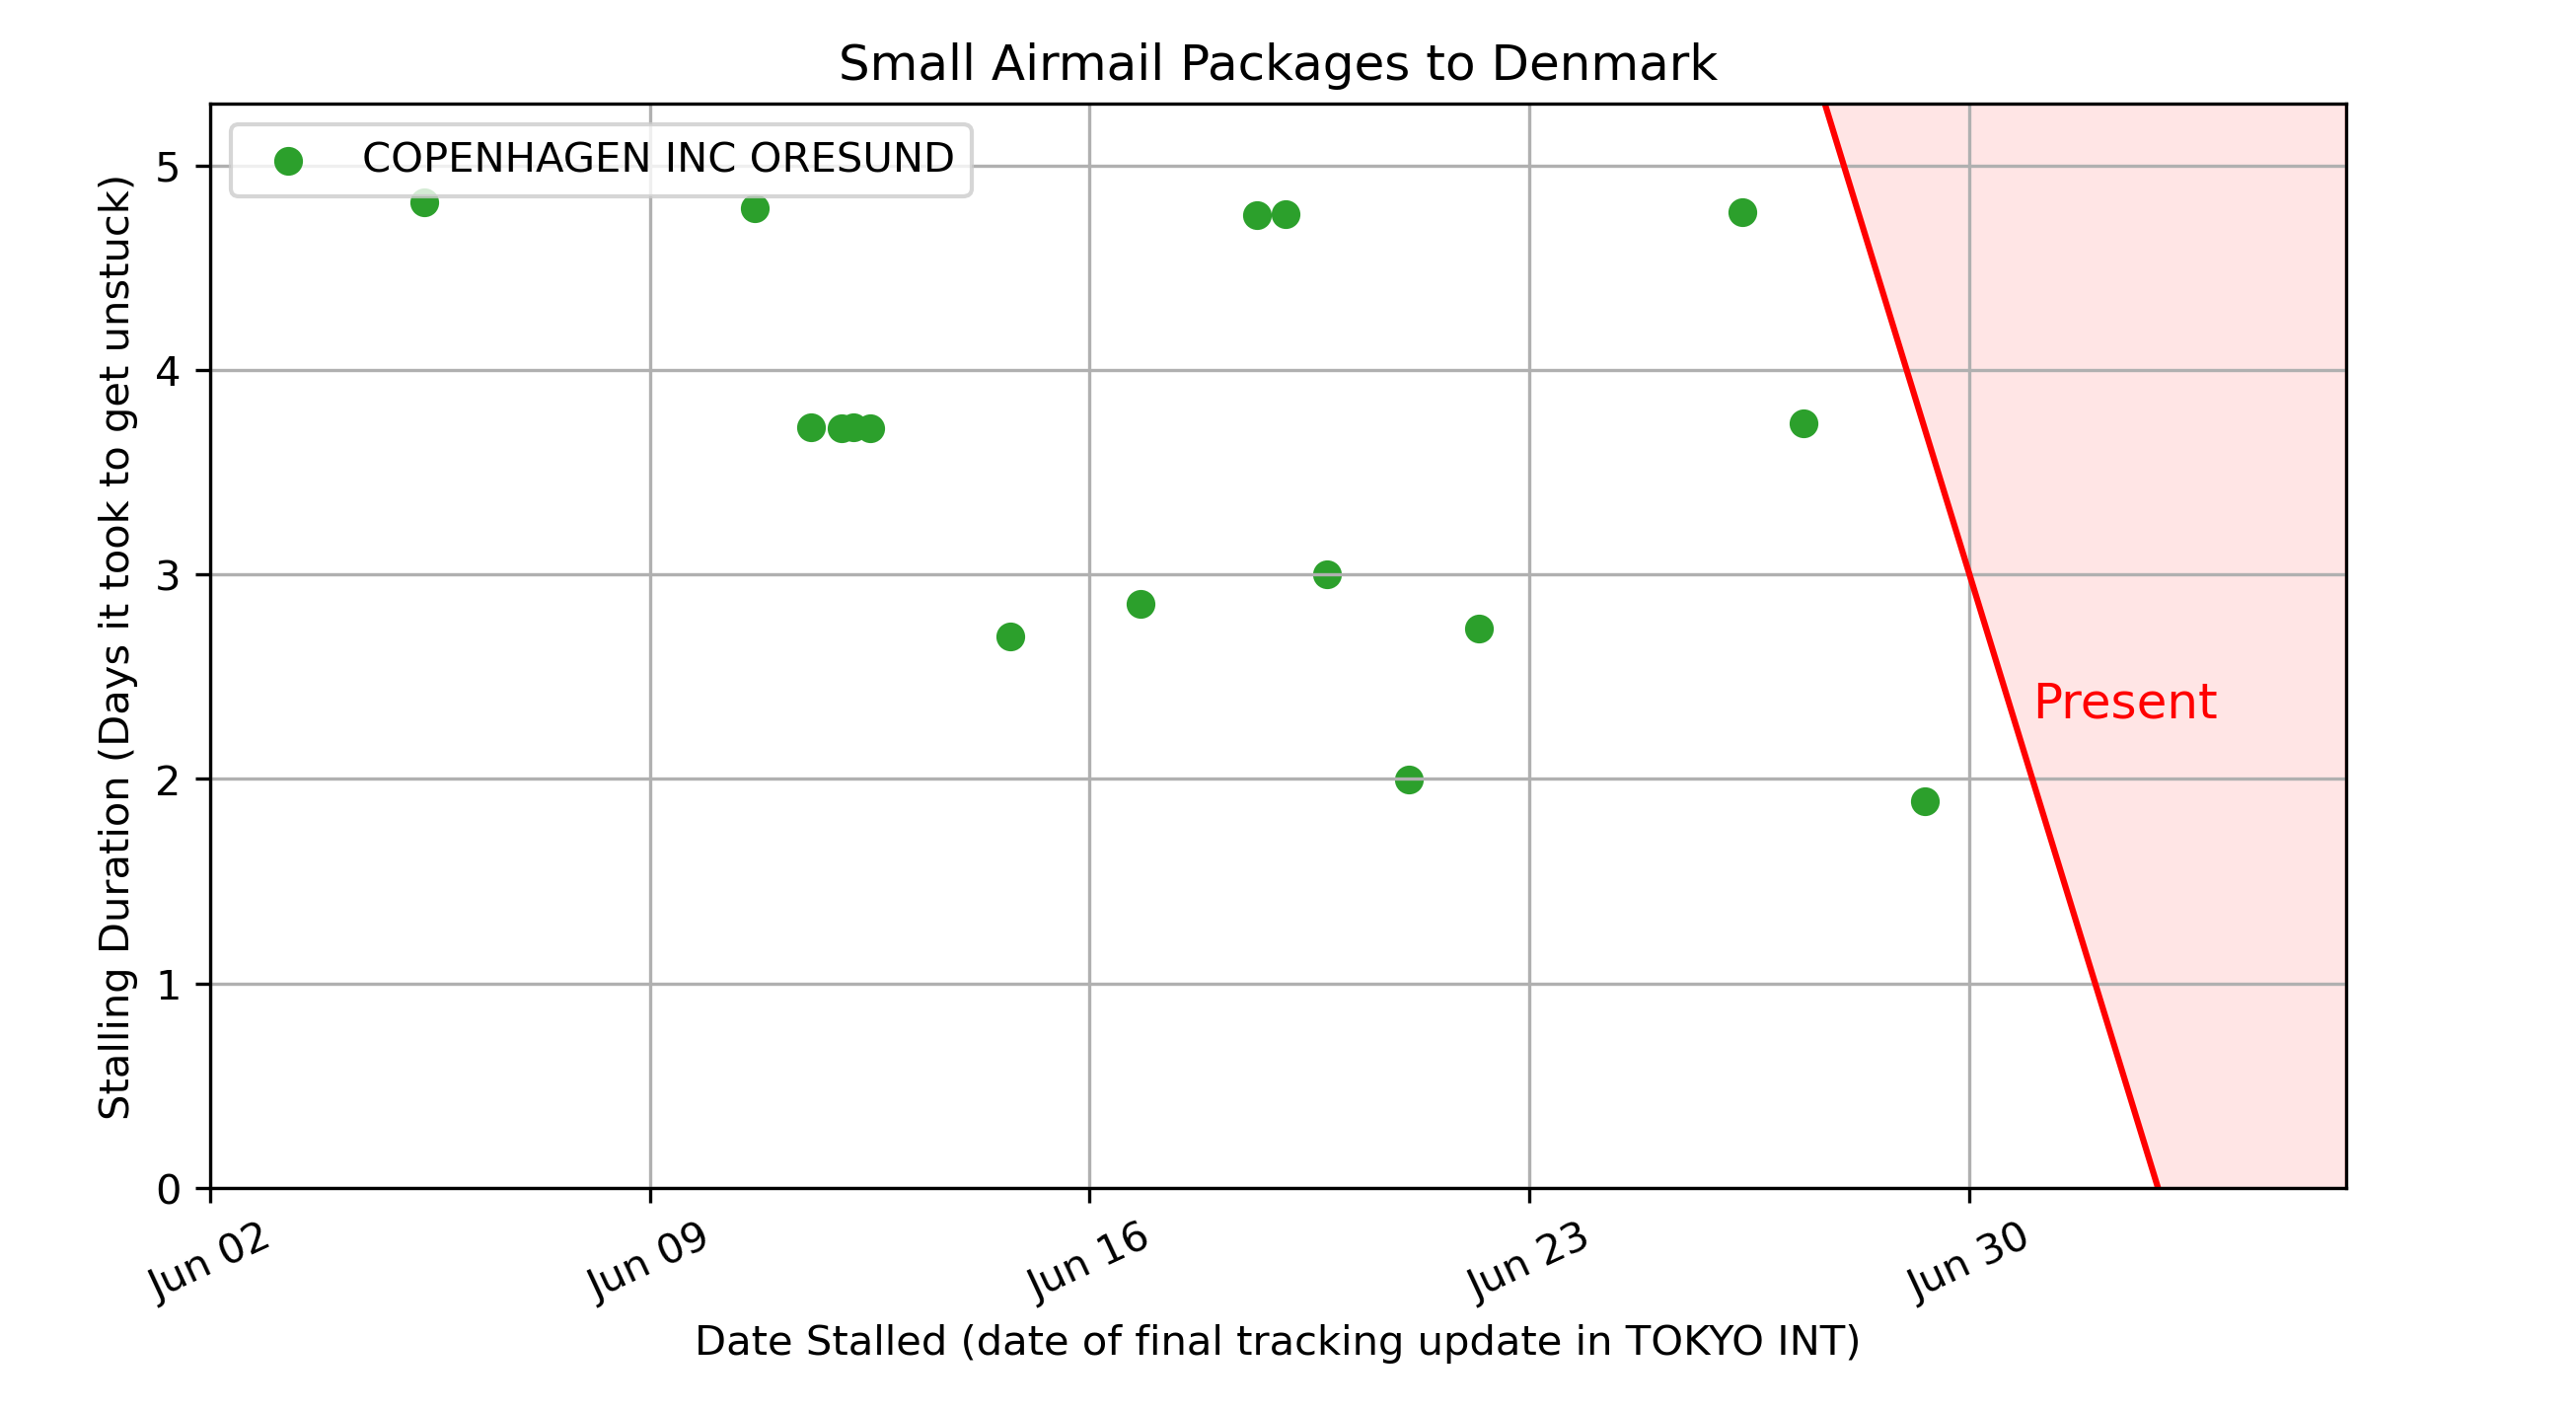 Small Airmail Packages to Denmark
COPENHAGEN INC ORESUND
Stalling Duration (Days it took to get unstuck)
5
4
3
2
1
0
Present
Jun 02
Jun 09
Jun 16
Jun 23
Jun 30
Date Stalled (date of final tracking update in TOKYO INT)